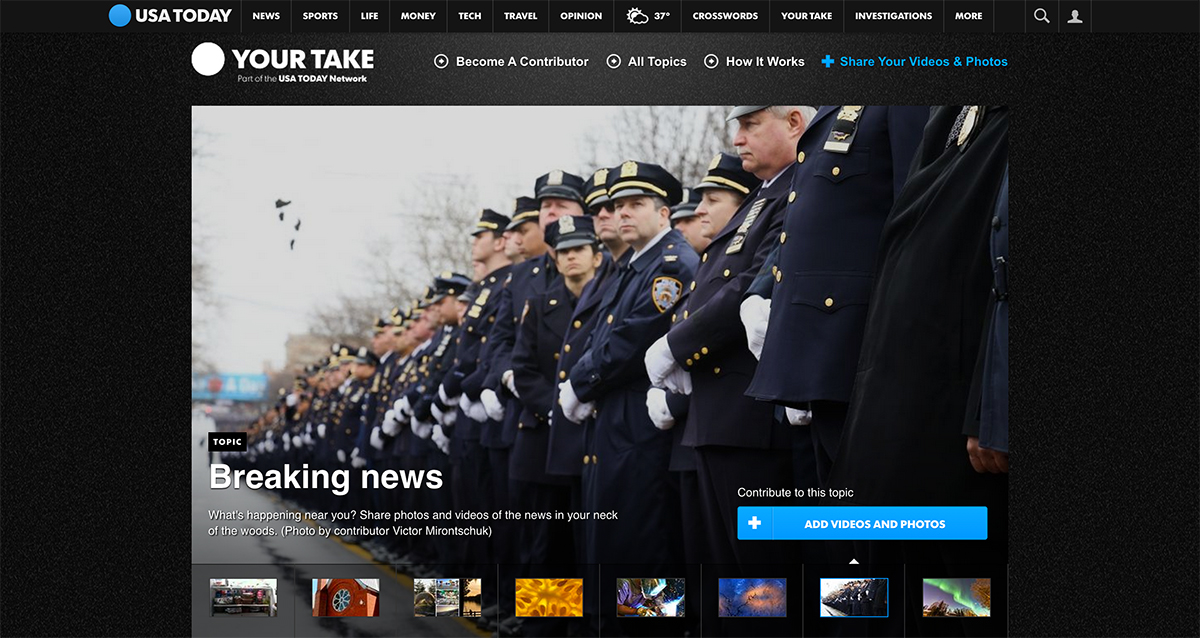 USA TODAY
NEWS
SPORTS
LIFE
MONEY
TECH
TRAVEL
OPINION
37°
CROSSWORDS
YOUR TAKE
INVESTIGATIONS
MORE
YOUR TAKE
Part of the USA TODAY Network
Become A Contributor
All Topics
How It Works
Share Your Videos & Photos
TOPIC
Breaking news
What's happening near you? Share photos and videos of the news in your neck
of the woods. (Photo by contributor Victor Mirontschuk)
Contribute to this topic
ADD VIDEOS AND PHOTOS